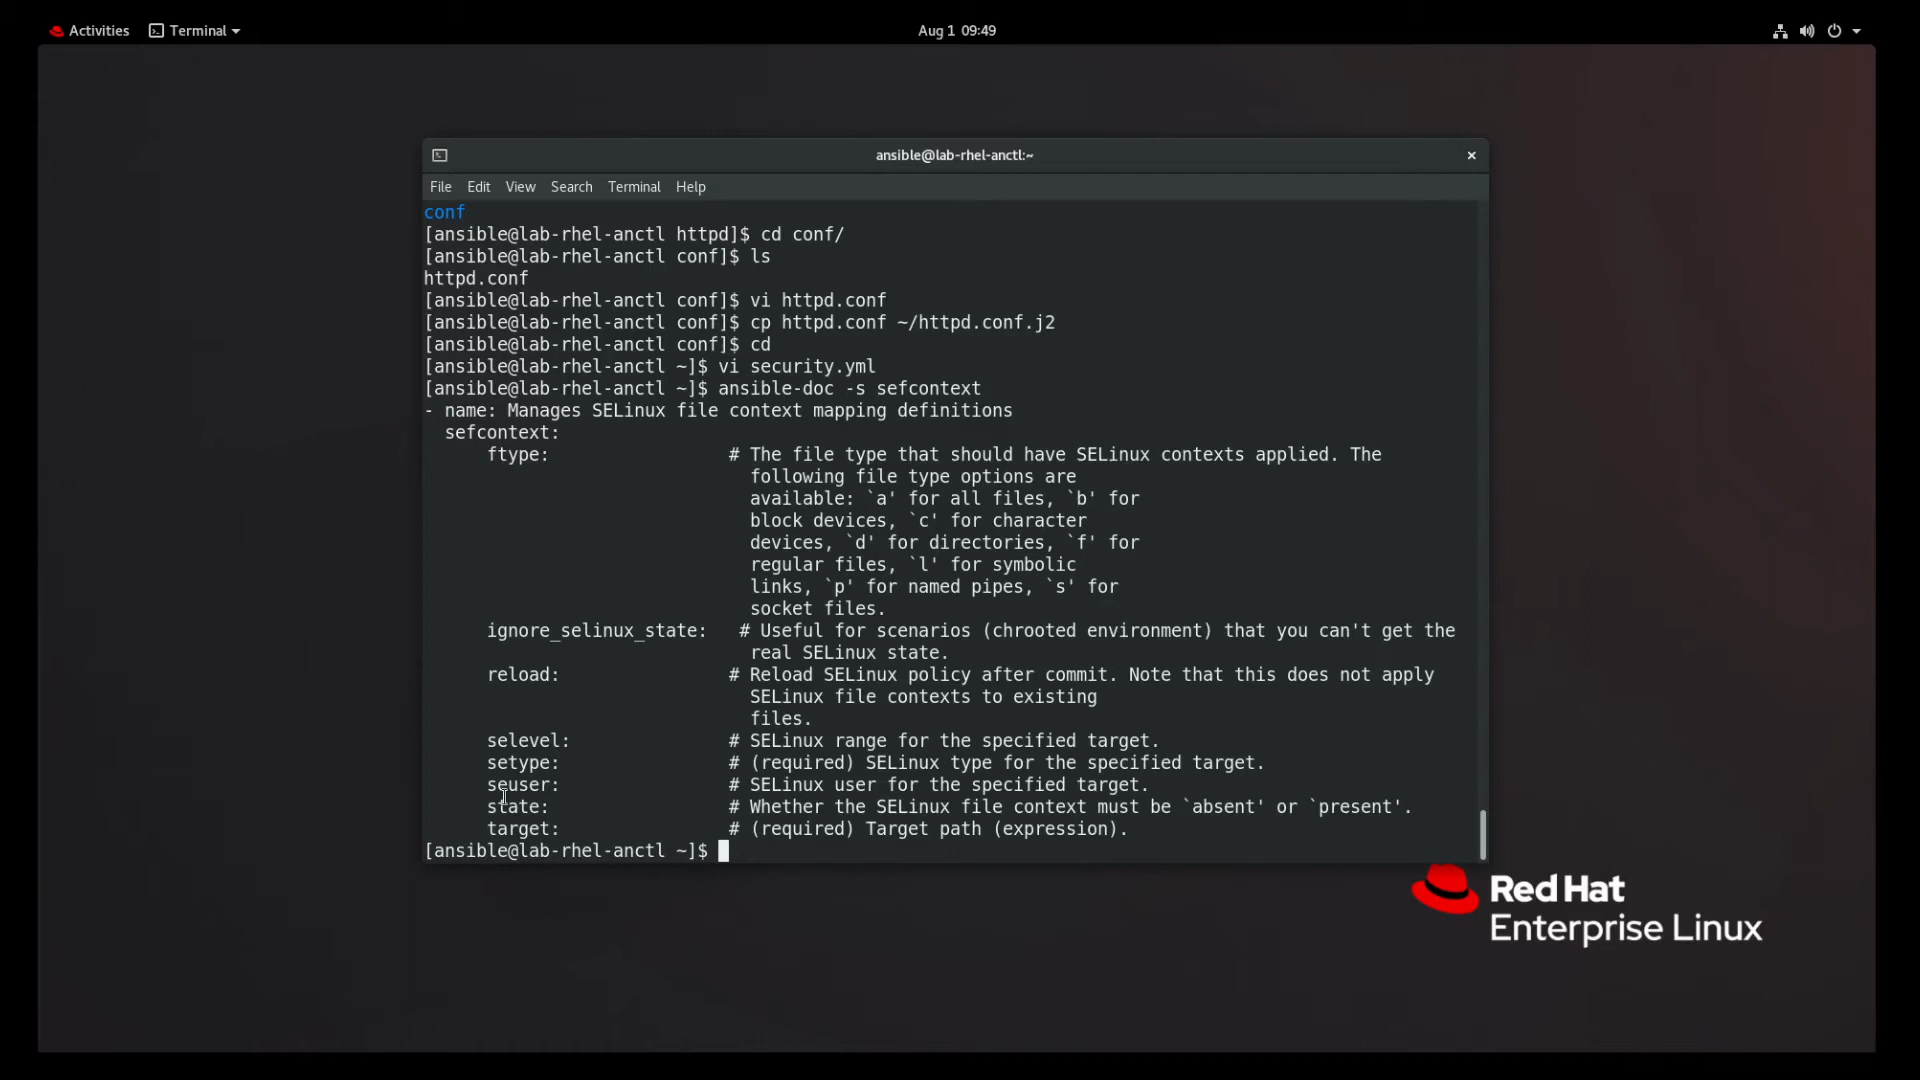 Activities
Terminal
Aug 1 09:49
ansible@lab-rhel-anctl:~
×
File Edit View Search Terminal Help
conf
[ansible@lab-rhel-anctl httpd]$ cd conf/
[ansible@lab-rhel-anctl conf]$ ls
httpd.conf
[ansible@lab-rhel-anctl conf]$ vi httpd.conf
[ansible@lab-rhel-anctl conf]$ cp httpd.conf ~/httpd.conf.j2
[ansible@lab-rhel-anctl conf]$ cd
[ansible@lab-rhel-anctl ~]$ vi security.yml
[ansible@lab-rhel-anctl ~]$ ansible-doc -s sefcontext
- name: Manages SELinux file context mapping definitions
  sefcontext:
      ftype:                 # The file type that should have SELinux contexts applied. The
                               following file type options are
                               available: `a' for all files, `b' for
                               block devices, `c' for character
                               devices, `d' for directories, `f' for
                               regular files, `l' for symbolic
                               links, `p' for named pipes, `s' for
                               socket files.
      ignore_selinux_state:   # Useful for scenarios (chrooted environment) that you can't get the
                               real SELinux state.
      reload:                # Reload SELinux policy after commit. Note that this does not apply
                               SELinux file contexts to existing
                               files.
      selevel:               # SELinux range for the specified target.
      setype:                # (required) SELinux type for the specified target.
      seuser:                # SELinux user for the specified target.
      state:                 # Whether the SELinux file context must be `absent' or `present'.
      target:                # (required) Target path (expression).
[ansible@lab-rhel-anctl ~]$
Red Hat
Enterprise Linux